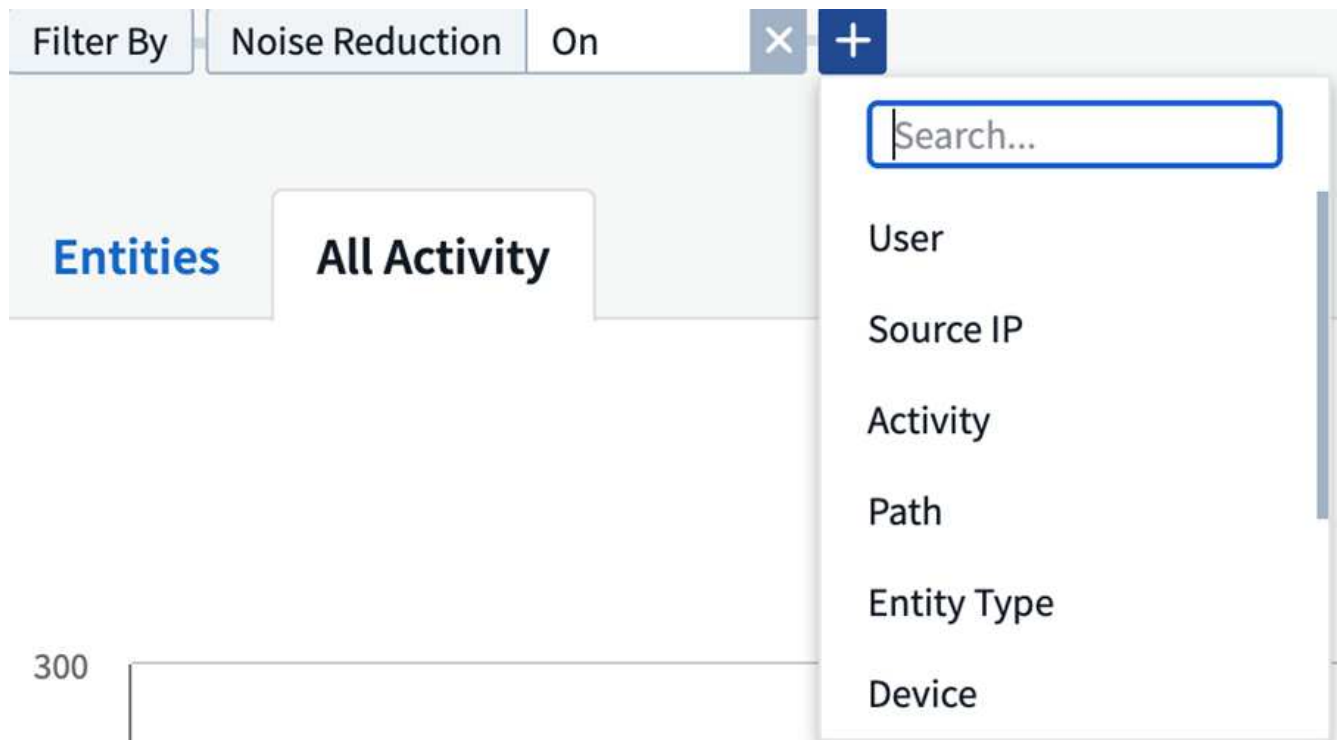 Filter By Noise Reduction On
Search...
Entities All Activity
User
Source IP
Activity
Path
Entity Type
300
Device